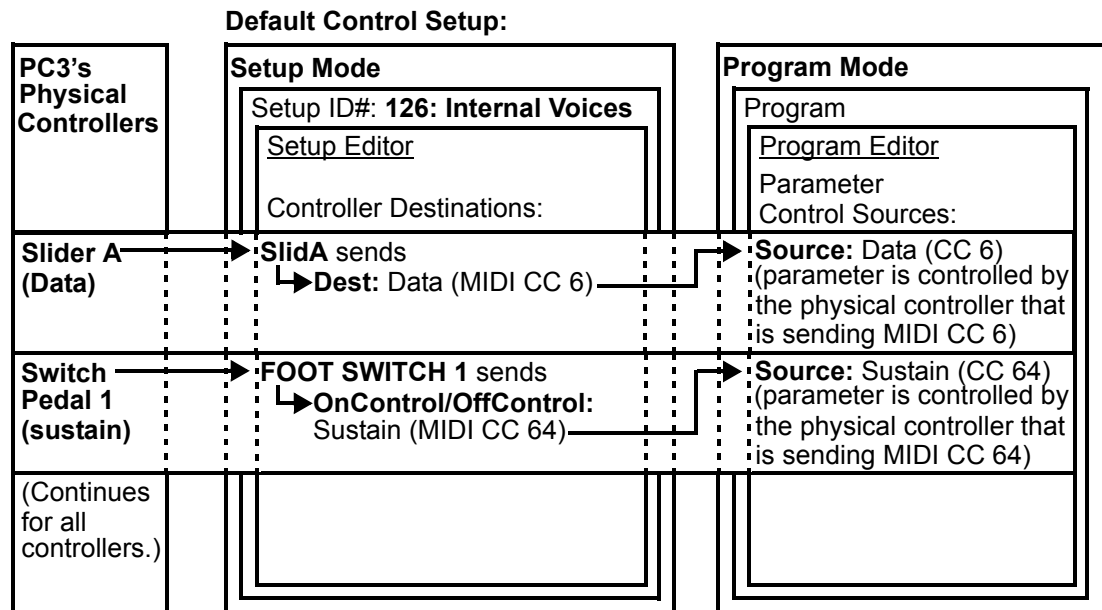 Default Control Setup:
PC3's
Physical
Controllers
Setup Mode
Setup ID#: 126: Internal Voices
Setup Editor
Controller Destinations:
Program Mode
Program
Program Editor
Parameter
Control Sources:
Slider A
(Data)
SlidA sends
Dest: Data (MIDI CC 6)
Source: Data (CC 6)
(parameter is controlled by
the physical controller that
is sending MIDI CC 6)
Switch
Pedal 1
(sustain)
FOOT SWITCH 1 sends
OnControl/OffControl:
Sustain (MIDI CC 64)
Source: Sustain (CC 64)
(parameter is controlled by
the physical controller that
is sending MIDI CC 64)
(Continues
for all
controllers.)